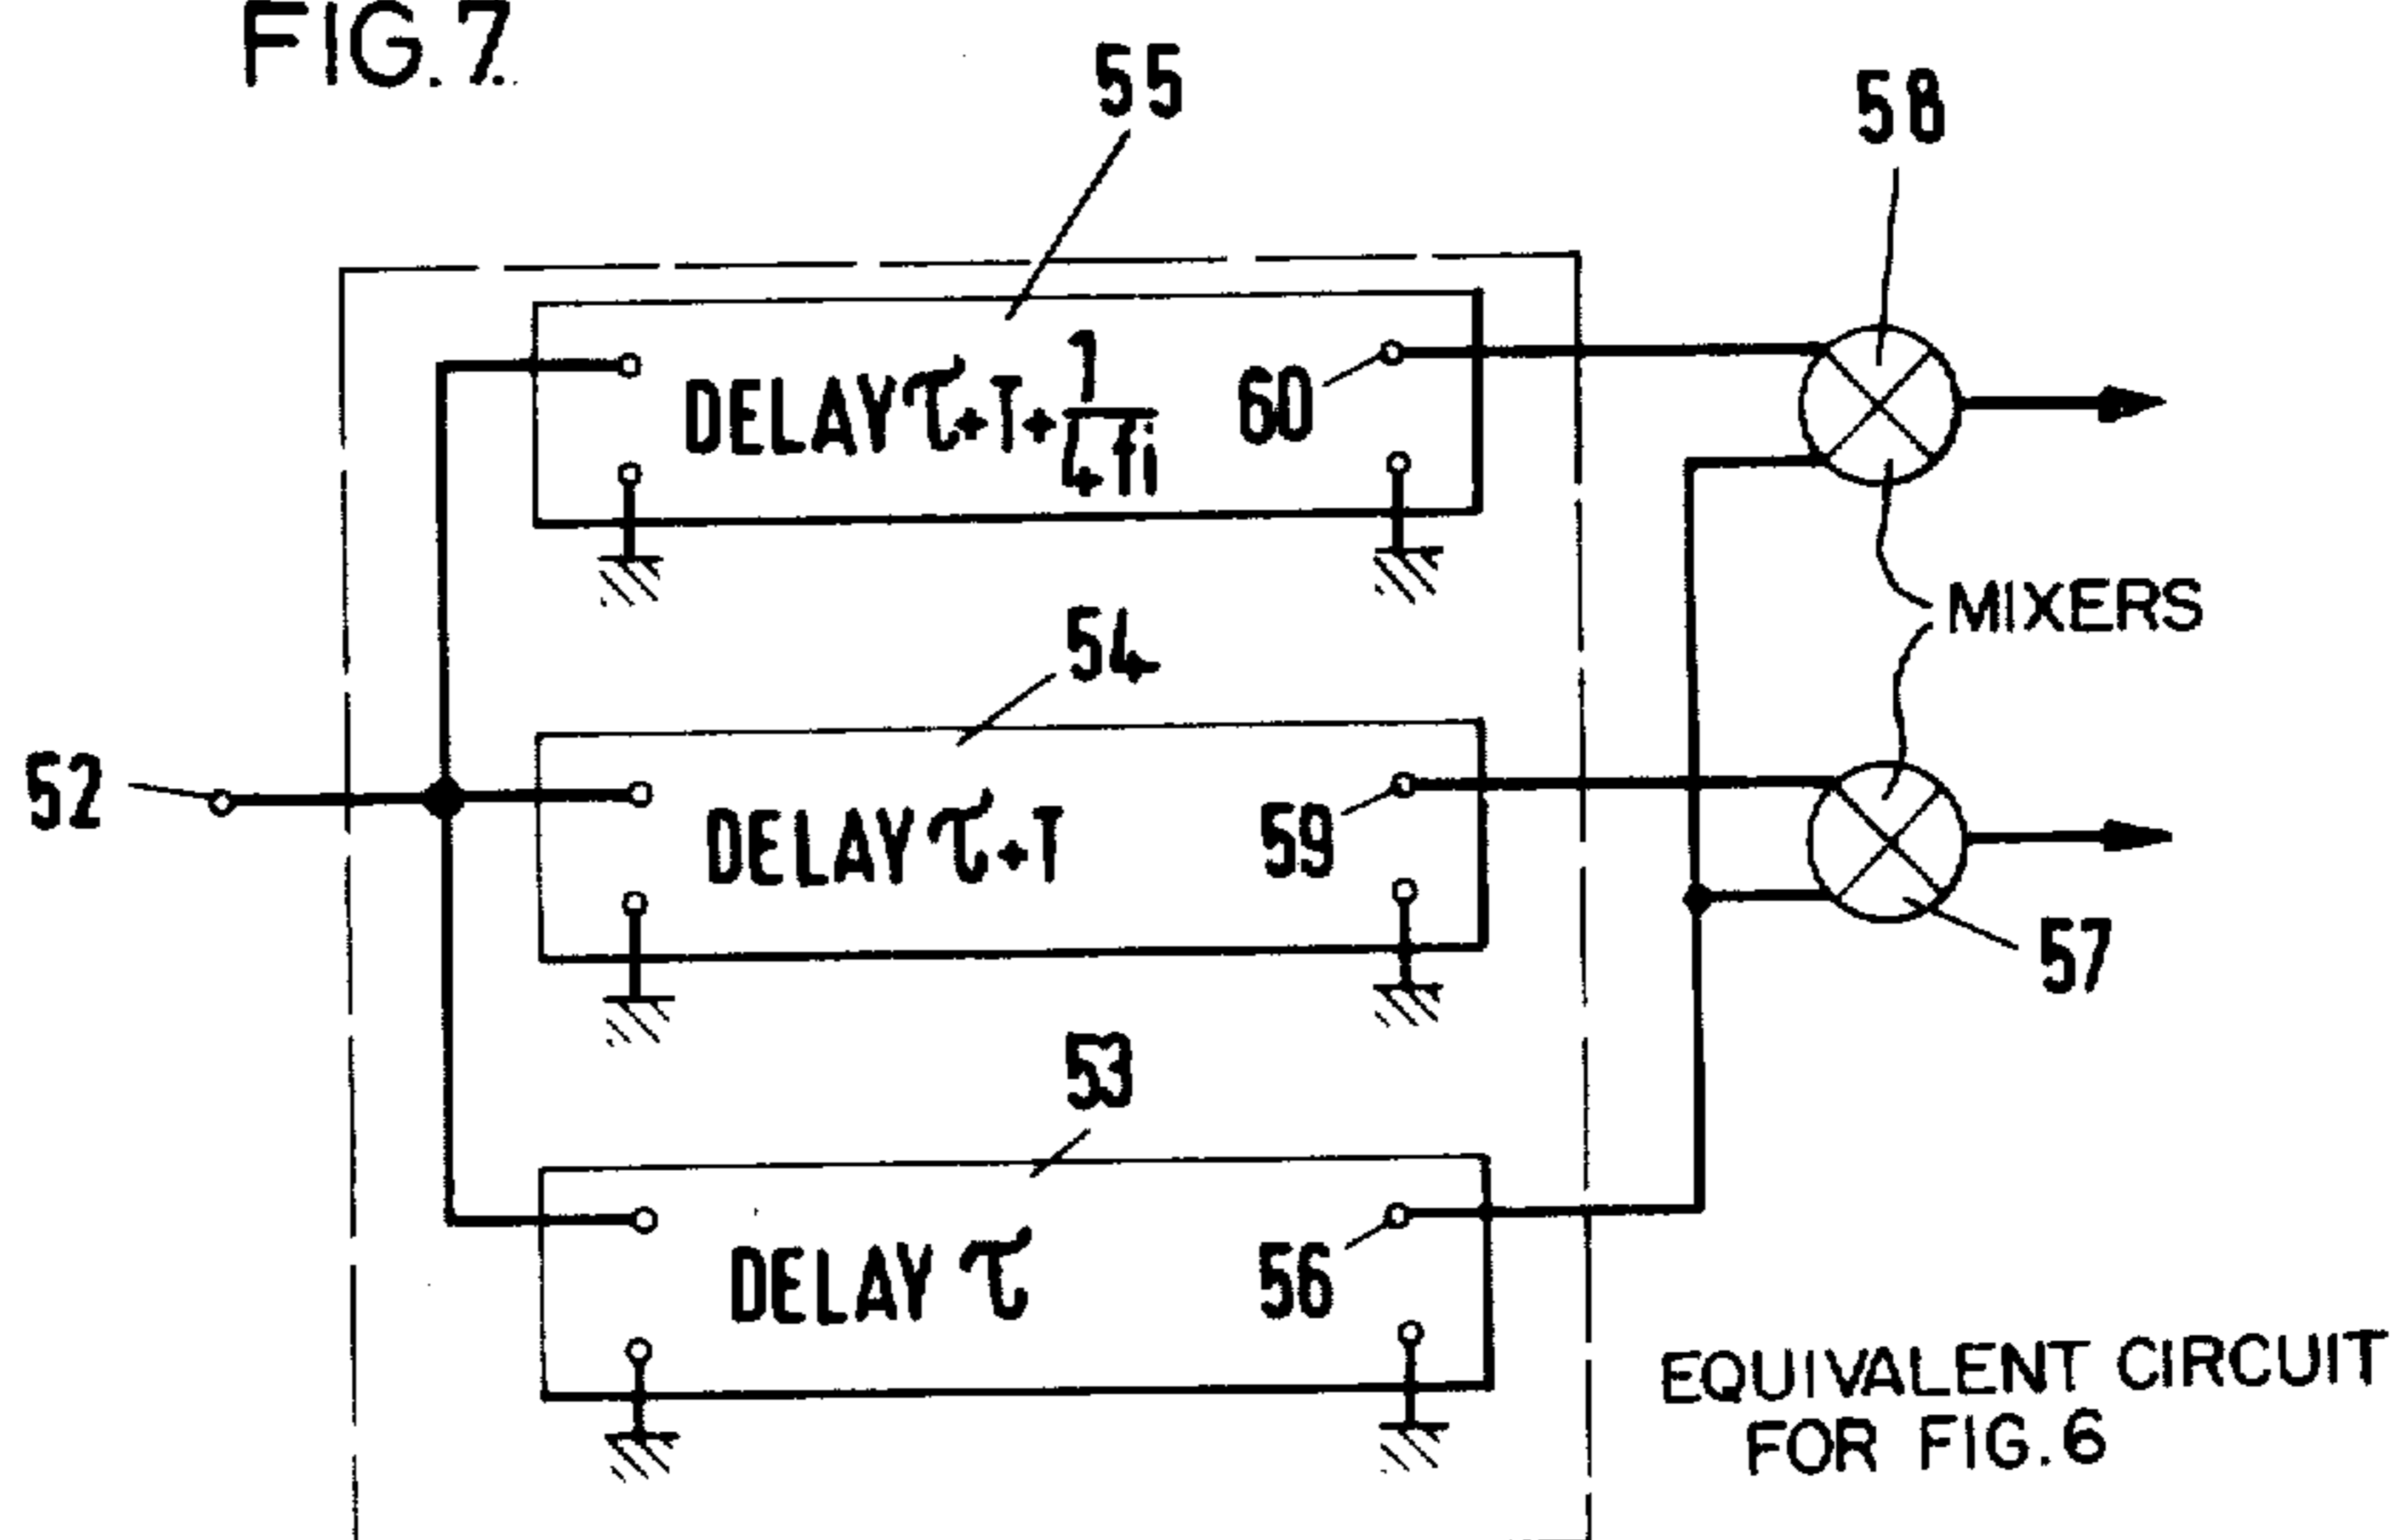 FIG.7.
55
58
DELAY τ+T+1/4fi
60
MIXERS
54
52
DELAY τ+T
59
57
53
DELAY τ
56
EQUIVALENT CIRCUIT
FOR FIG.6